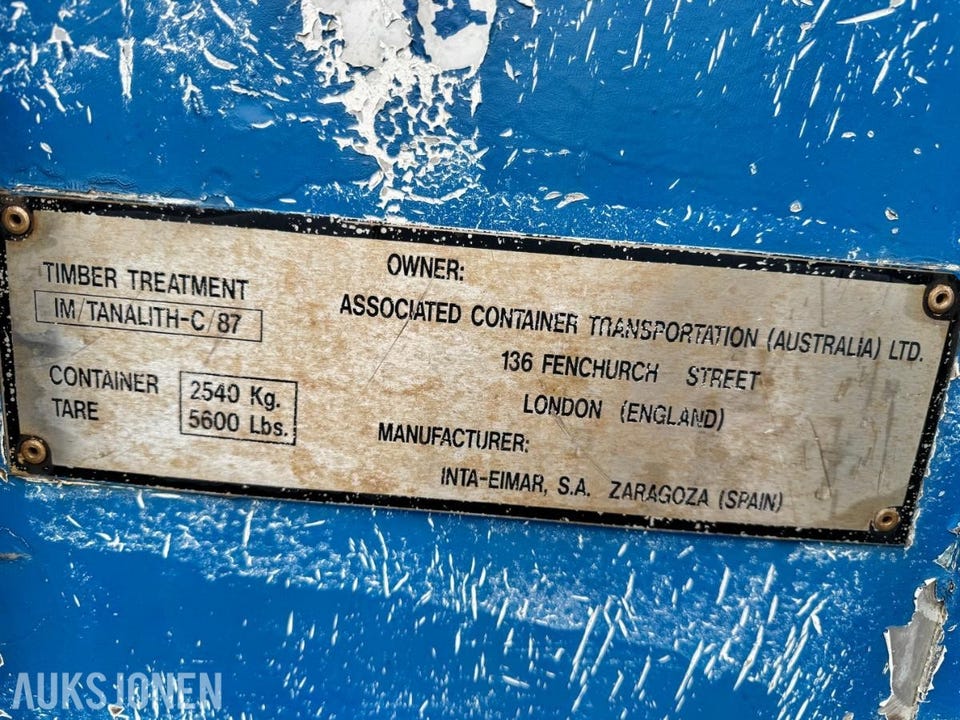 TIMBER TREATMENT
IM/TANALITH-C/87
CONTAINER TARE
2540 Kg.
5600 Lbs.
OWNER:
ASSOCIATED CONTAINER TRANSPORTATION (AUSTRALIA) LTD.
136 FENCHURCH STREET
LONDON (ENGLAND)
MANUFACTURER:
INTA-EIMAR, S.A. ZARAGOZA (SPAIN)
AUKSJONEN